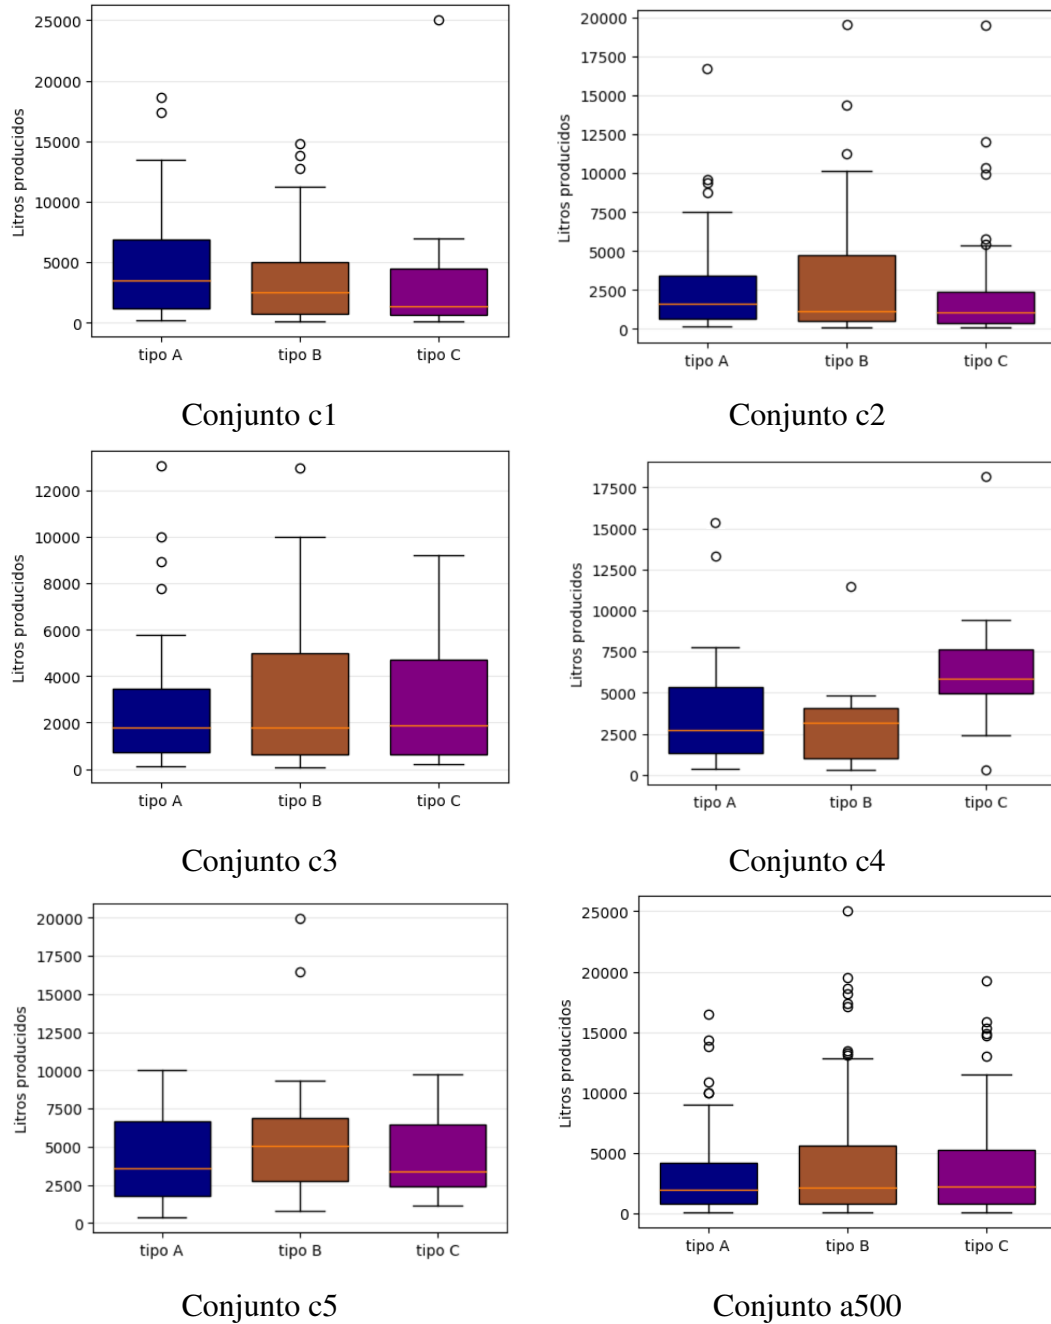 25000
20000
15000
10000
5000
0
Litros producidos
tipo A tipo B tipo C
Conjunto c1
20000
17500
15000
12500
10000
7500
5000
2500
0
Litros producidos
tipo A tipo B tipo C
Conjunto c2
12000
10000
8000
6000
4000
2000
0
Litros producidos
tipo A tipo B tipo C
Conjunto c3
17500
15000
12500
10000
7500
5000
2500
0
Litros producidos
tipo A tipo B tipo C
Conjunto c4
20000
17500
15000
12500
10000
7500
5000
2500
0
Litros producidos
tipo A tipo B tipo C
Conjunto c5
25000
20000
15000
10000
5000
0
Litros producidos
tipo A tipo B tipo C
Conjunto a500